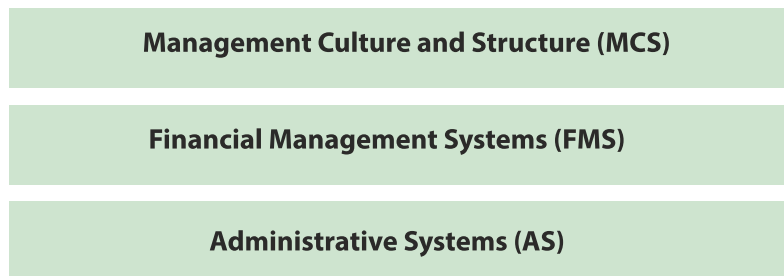 Management Culture and Structure (MCS)
Financial Management Systems (FMS)
Administrative Systems (AS)